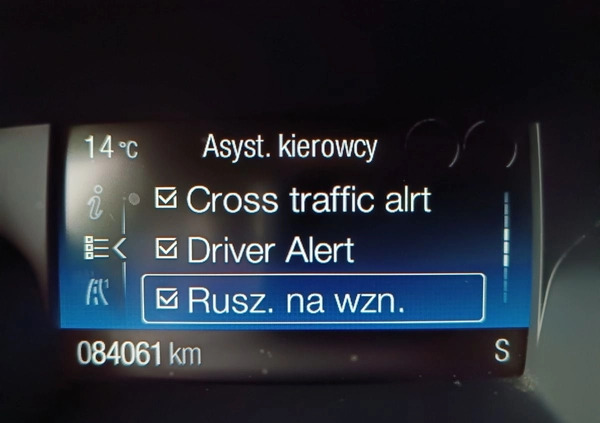 14°C Asyst. kierowcy
Cross traffic alrt
Driver Alert
Rusz. na wzn.
084061 km S